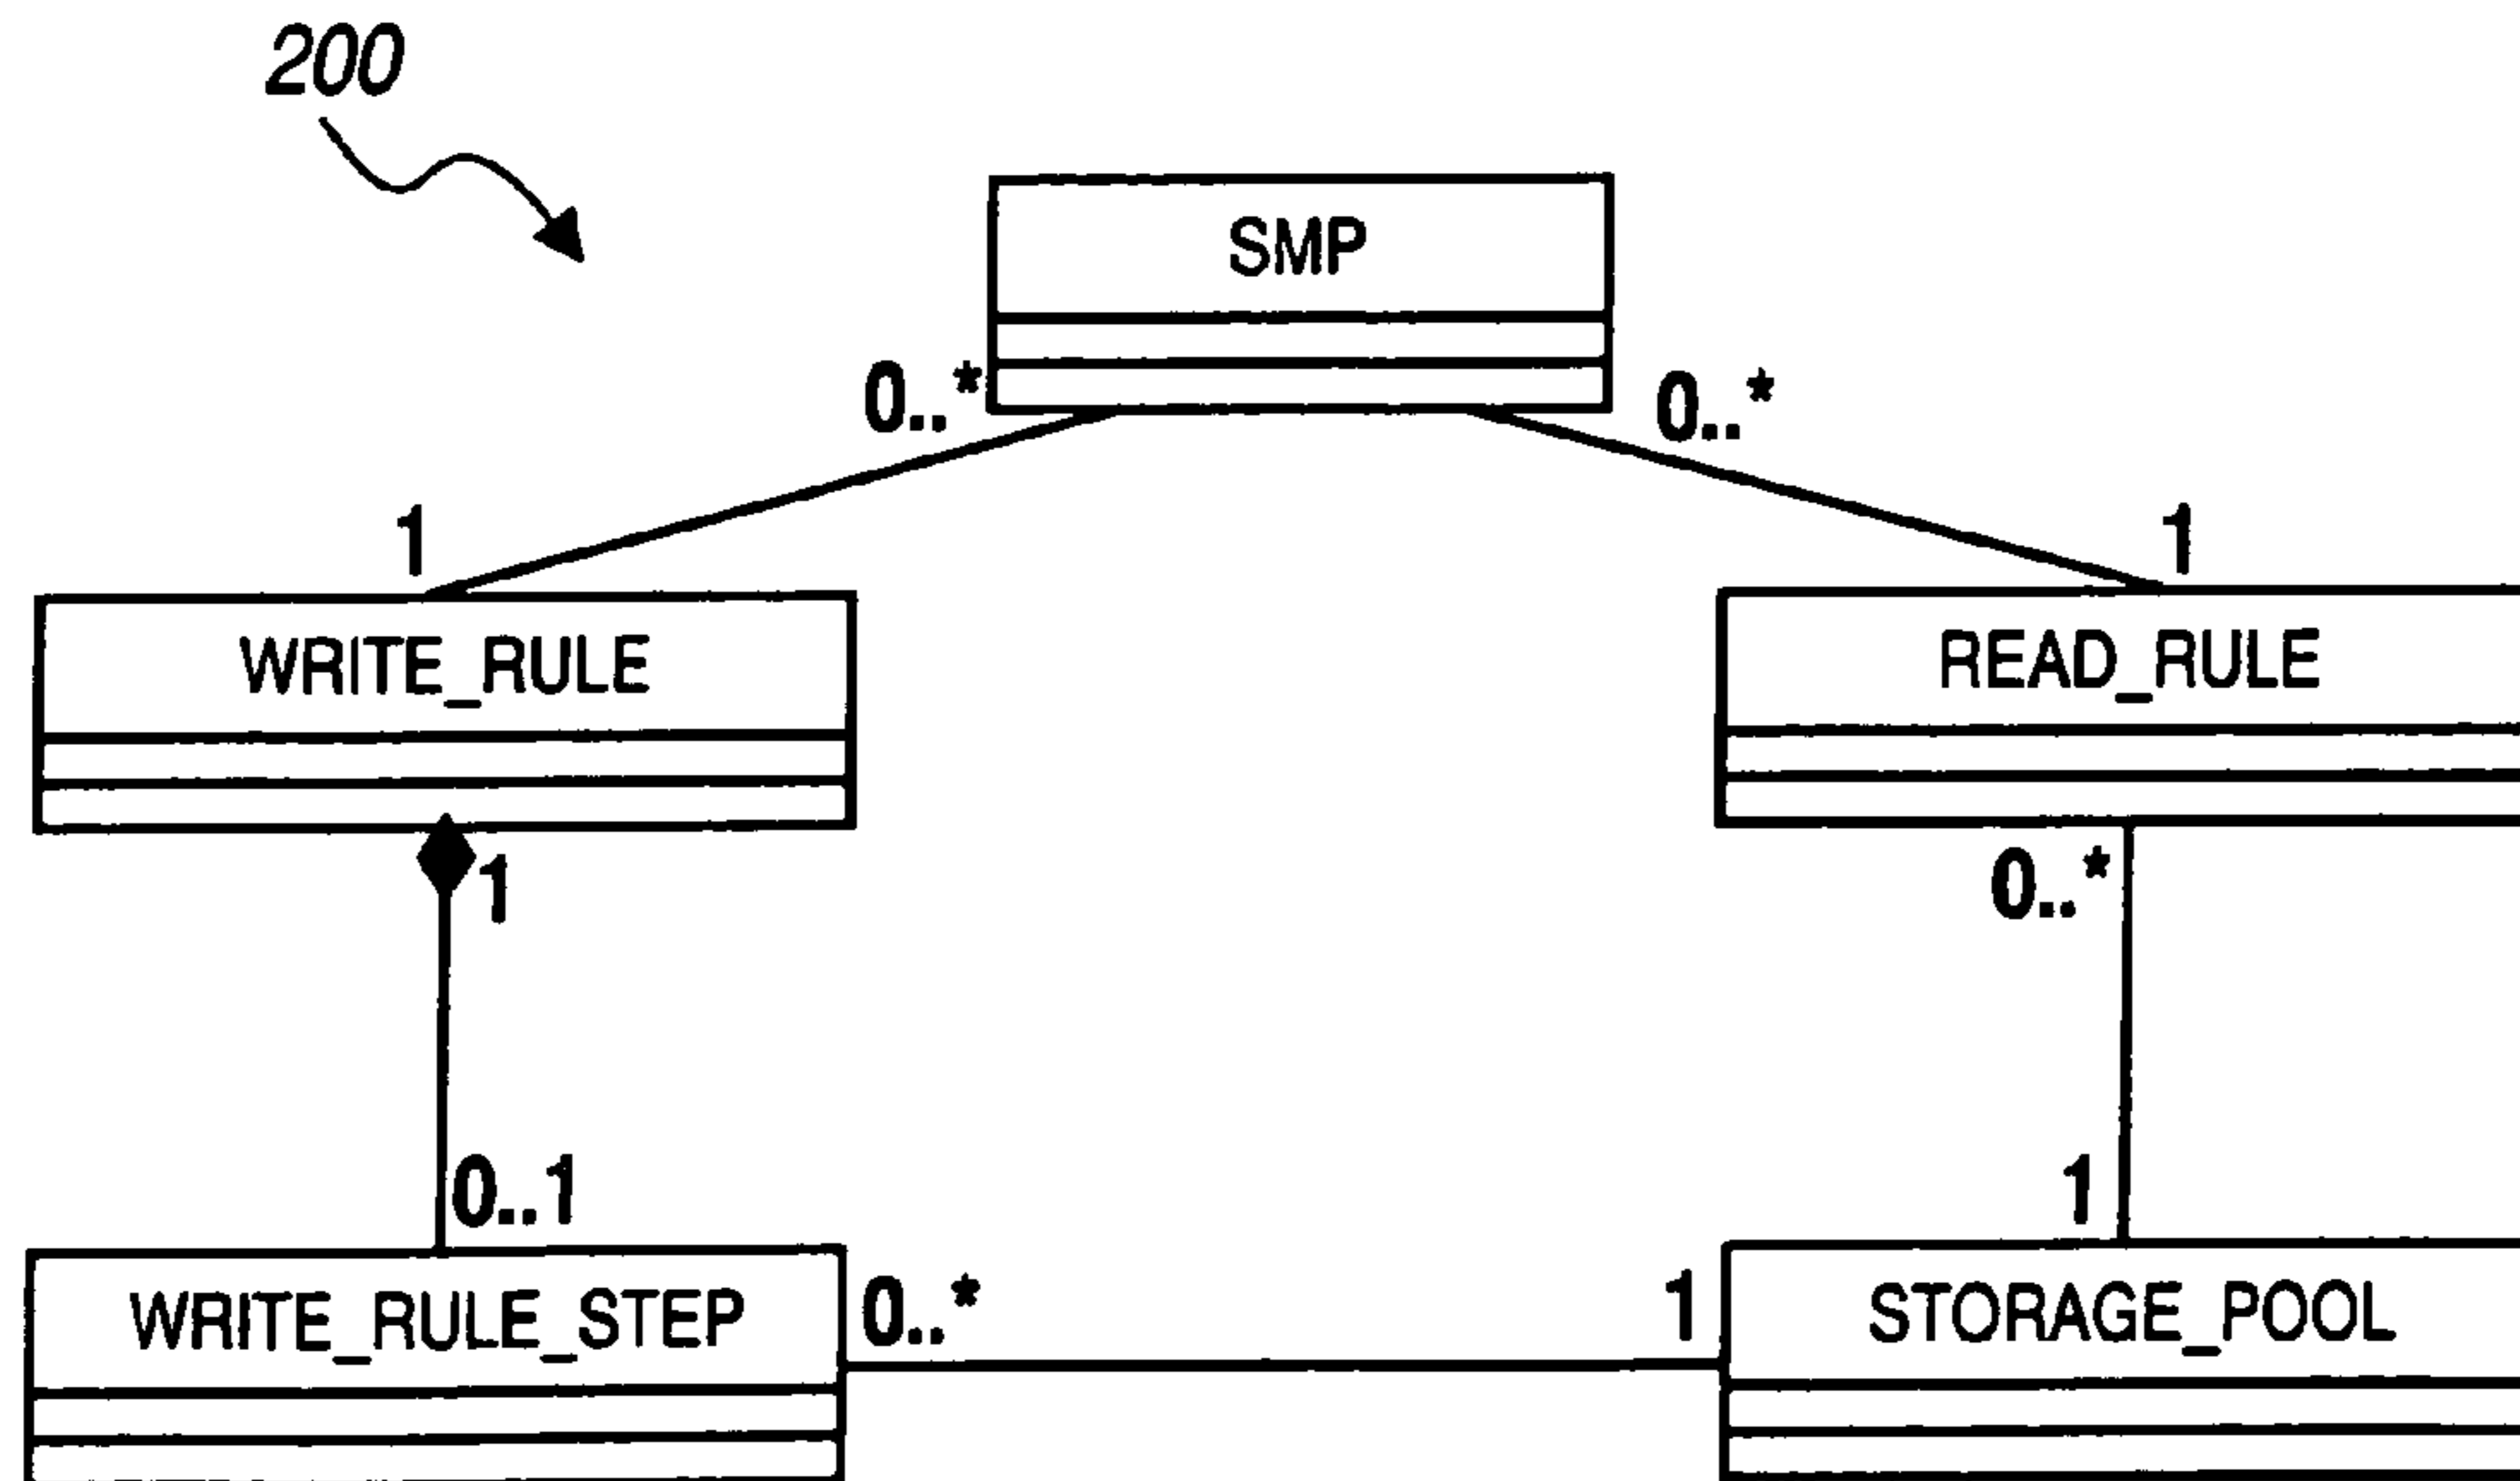 200
SMP
0..*
0..*
1
1
WRITE_RULE
READ_RULE
1
0..*
0..1
1
WRITE_RULE_STEP
0..*
1
STORAGE_POOL